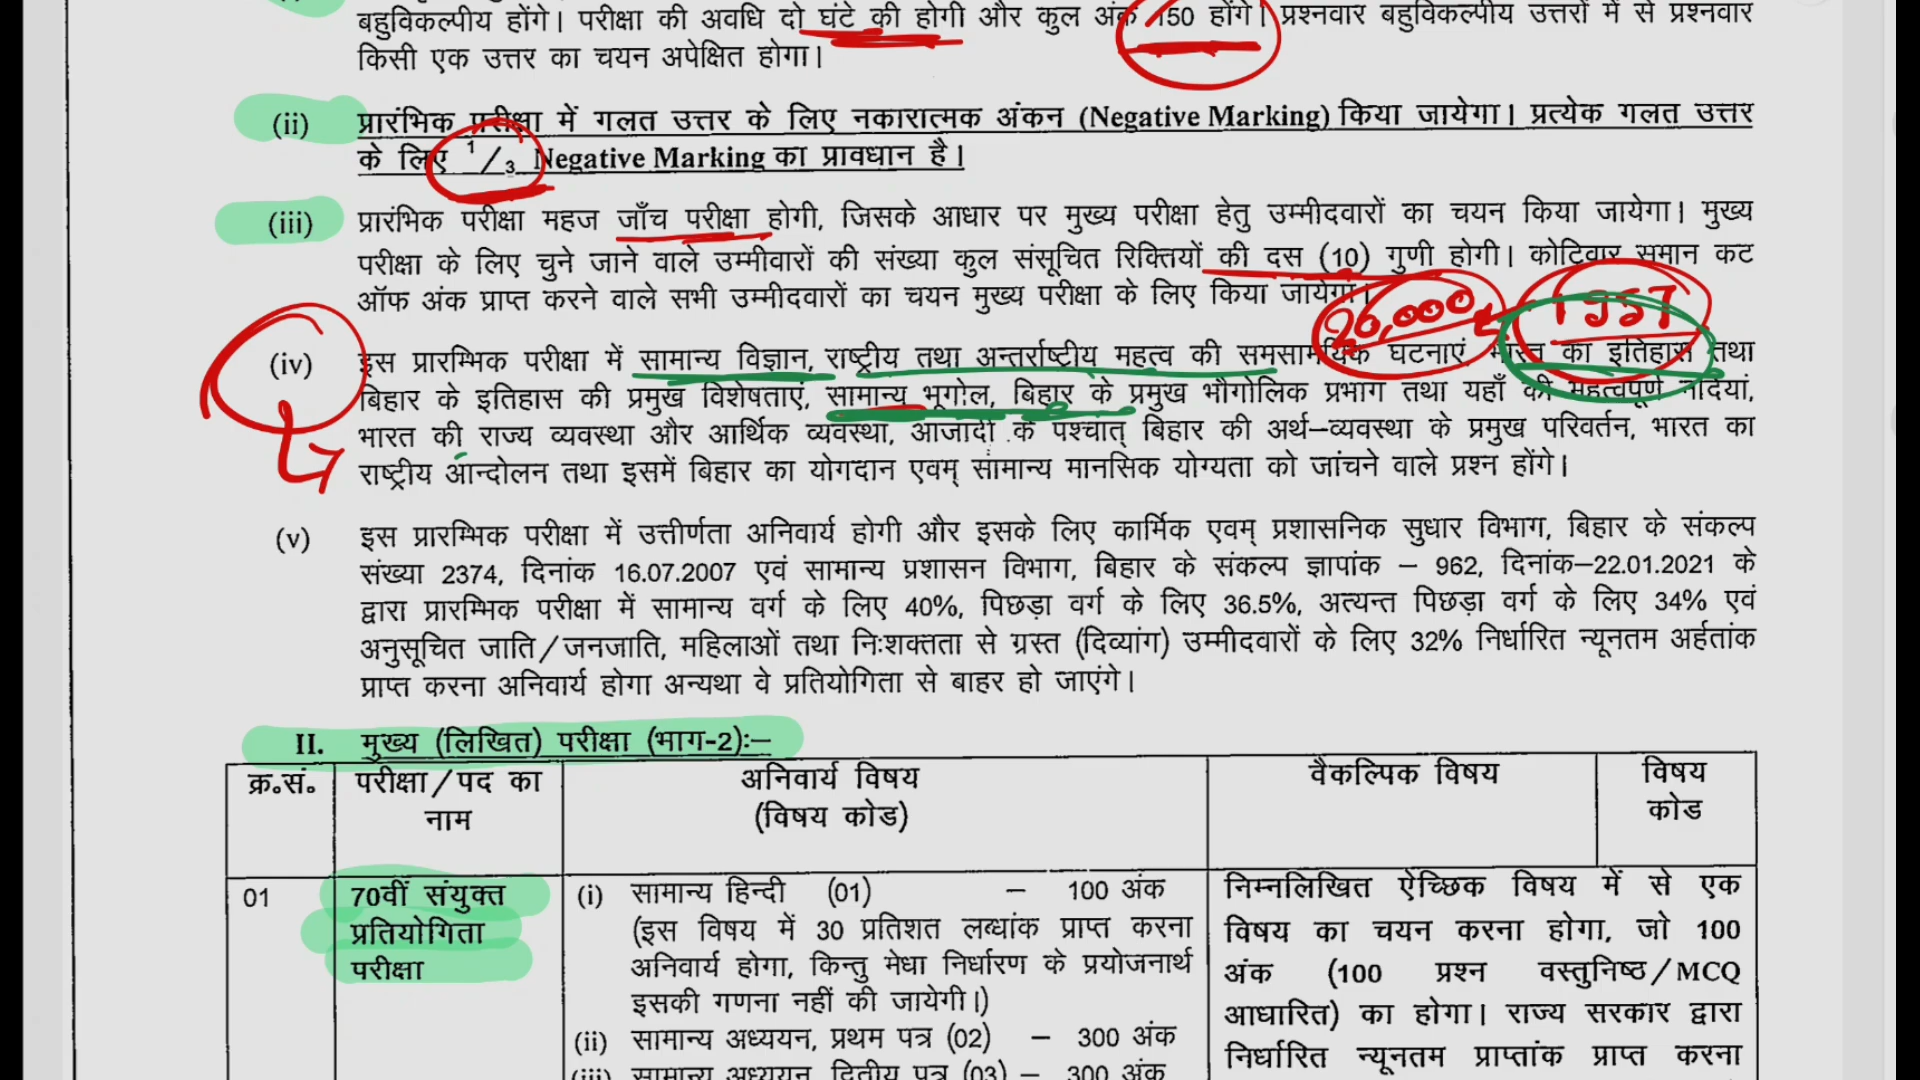 बहुविकल्पीय होंगे। परीक्षा की अवधि दो घंटे की होगी और कुल अंक 150 होंगे। प्रश्नवार बहुविकल्पीय उत्तरों में से प्रश्नवार
किसी एक उत्तर का चयन अपेक्षित होगा।
(ii) प्रारंभिक परीक्षा में गलत उत्तर के लिए नकारात्मक अंकन (Negative Marking) किया जायेगा। प्रत्येक गलत उत्तर
के लिए 1/3 Negative Marking का प्रावधान है।
(iii) प्रारंभिक परीक्षा महज जाँच परीक्षा होगी, जिसके आधार पर मुख्य परीक्षा हेतु उम्मीदवारों का चयन किया जायेगा। मुख्य
परीक्षा के लिए चुने जाने वाले उम्मीवारों की संख्या कुल संसूचित रिक्तियों की दस (10) गुणी होगी। कोटिवार समान कट
ऑफ अंक प्राप्त करने वाले सभी उम्मीदवारों का चयन मुख्य परीक्षा के लिए किया जायेगा।
20,000 1957
(iv) इस प्रारम्भिक परीक्षा में सामान्य विज्ञान, राष्ट्रीय तथा अन्तर्राष्ट्रीय महत्व की समसामयिक घटनाएं भारत का इतिहास तथा
बिहार के इतिहास की प्रमुख विशेषताएं, सामान्य भूगोल, बिहार के प्रमुख भौगोलिक प्रभाग तथा यहाँ की महत्वपूर्ण नदियां,
भारत की राज्य व्यवस्था और आर्थिक व्यवस्था, आजादी के पश्चात् बिहार की अर्थ–व्यवस्था के प्रमुख परिवर्तन, भारत का
राष्ट्रीय आन्दोलन तथा इसमें बिहार का योगदान एवम् सामान्य मानसिक योग्यता को जांचने वाले प्रश्न होंगे।
(v) इस प्रारम्भिक परीक्षा में उत्तीर्णता अनिवार्य होगी और इसके लिए कार्मिक एवम् प्रशासनिक सुधार विभाग, बिहार के संकल्प
संख्या 2374, दिनांक 16.07.2007 एवं सामान्य प्रशासन विभाग, बिहार के संकल्प ज्ञापांक – 962, दिनांक–22.01.2021 के
द्वारा प्रारम्भिक परीक्षा में सामान्य वर्ग के लिए 40%, पिछड़ा वर्ग के लिए 36.5%, अत्यन्त पिछड़ा वर्ग के लिए 34% एवं
अनुसूचित जाति/जनजाति, महिलाओं तथा निःशक्तता से ग्रस्त (दिव्यांग) उम्मीदवारों के लिए 32% निर्धारित न्यूनतम अर्हतांक
प्राप्त करना अनिवार्य होगा अन्यथा वे प्रतियोगिता से बाहर हो जाएंगे।
II. मुख्य (लिखित) परीक्षा (भाग-2):–
क्र.सं. परीक्षा/पद का अनिवार्य विषय वैकल्पिक विषय विषय
नाम (विषय कोड) कोड
01 70वीं संयुक्त (i) सामान्य हिन्दी (01) – 100 अंक निम्नलिखित ऐच्छिक विषय में से एक
प्रतियोगिता (इस विषय में 30 प्रतिशत लब्धांक प्राप्त करना विषय का चयन करना होगा, जो 100
परीक्षा अनिवार्य होगा, किन्तु मेधा निर्धारण के प्रयोजनार्थ अंक (100 प्रश्न वस्तुनिष्ठ/MCQ
इसकी गणना नहीं की जायेगी।) आधारित) का होगा। राज्य सरकार द्वारा
(ii) सामान्य अध्ययन, प्रथम पत्र (02) – 300 अंक निर्धारित न्यूनतम प्राप्तांक प्राप्त करना
(iii) सामान्य अध्ययन, द्वितीय पत्र (03) – 300 अंक